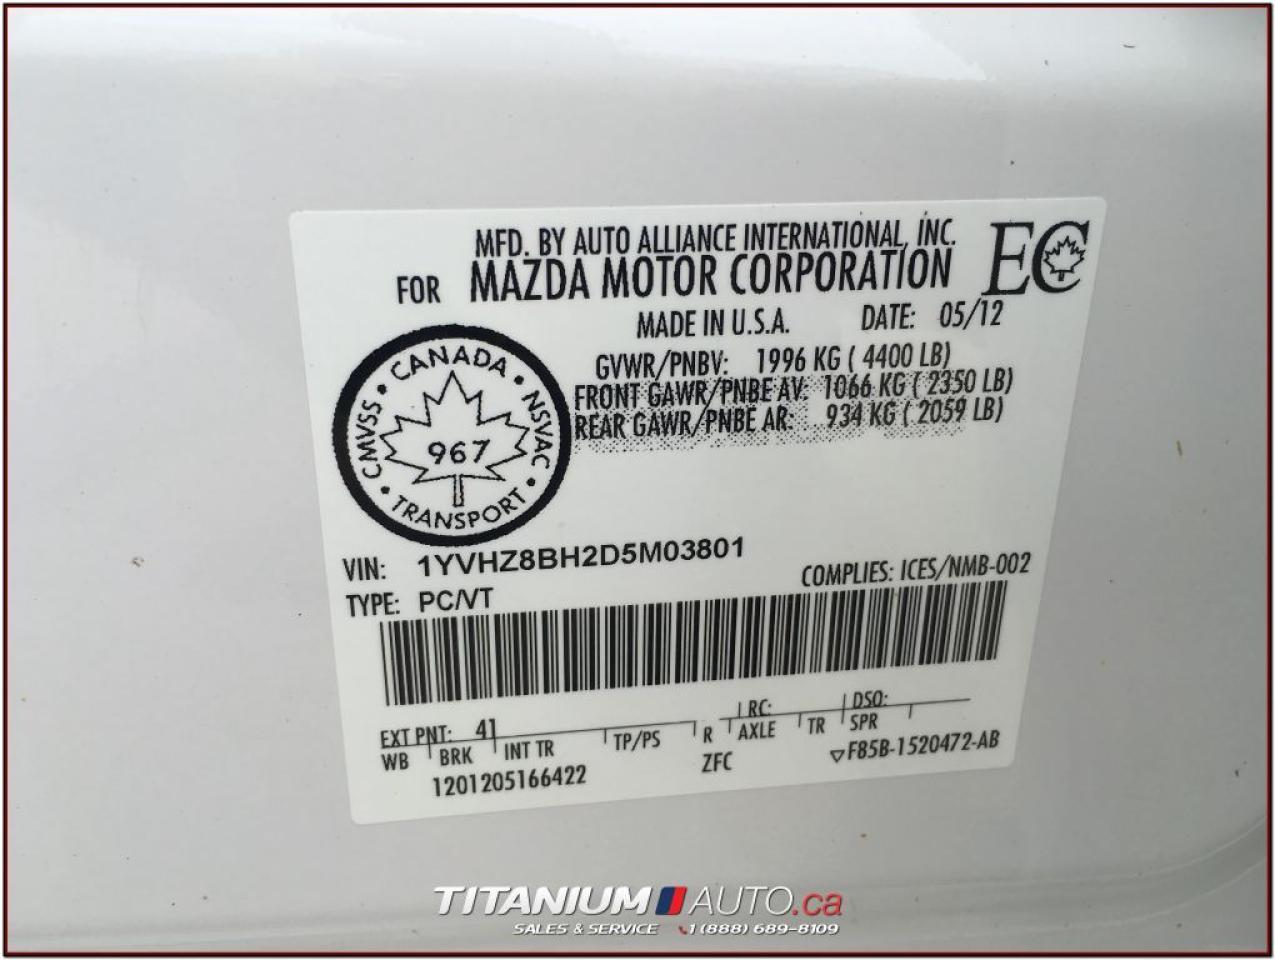 MFD. BY AUTO ALLIANCE INTERNATIONAL, INC.
FOR MAZDA MOTOR CORPORATION
EC
MADE IN U.S.A. DATE: 05/12
GVWR/PNBV: 1996 KG ( 4400 LB)
FRONT GAWR/PNBE AV: 1066 KG ( 2350 LB)
REAR GAWR/PNBE AR: 934 KG ( 2059 LB)
CANADA • NSVAC • TRANSPORT • CMVSS •
967
VIN: 1YVHZ8BH2D5M03801
TYPE: PC/VT COMPLIES: ICES/NMB-002
EXT PNT: 41 RC: DSO:
WB BRK INT TR TP/PS R AXLE TR SPR
1201205166422 ZFC ▽F85B-1520472-AB
TITANIUM AUTO.ca
SALES & SERVICE 1 (888) 689-8109